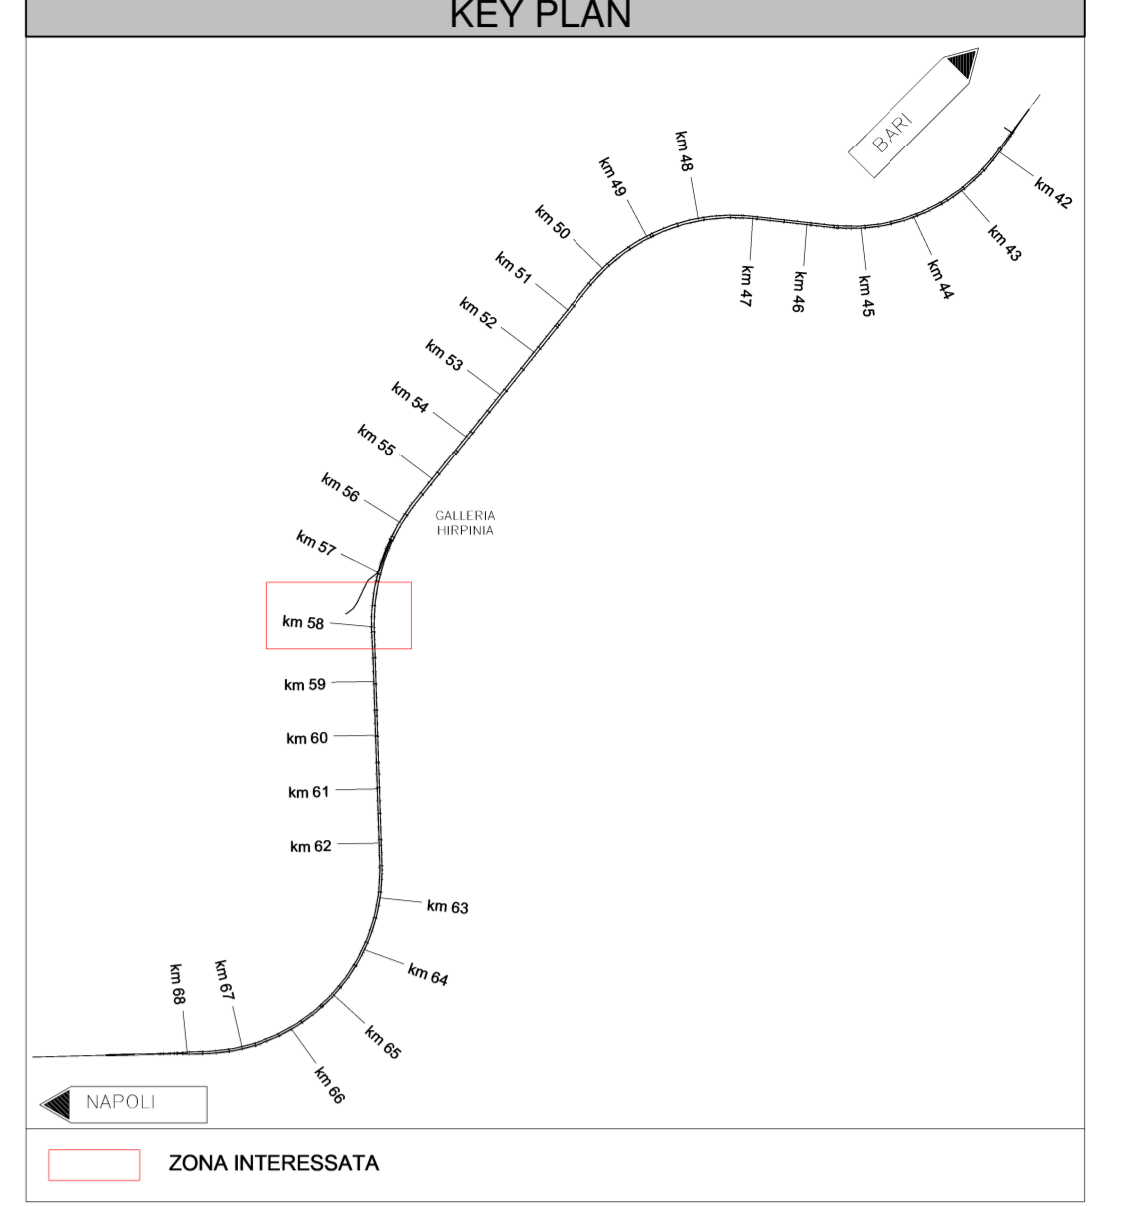 KEY PLAN
BARI
km 42
km 43
km 44
km 45
km 46
km 47
km 48
km 49
km 50
km 51
km 52
km 53
km 54
km 55
km 56
GALLERIA
HIRPINIA
km 57
km 58
km 59
km 60
km 61
km 62
km 63
km 64
km 65
km 66
km 67
km 68
NAPOLI
ZONA INTERESSATA